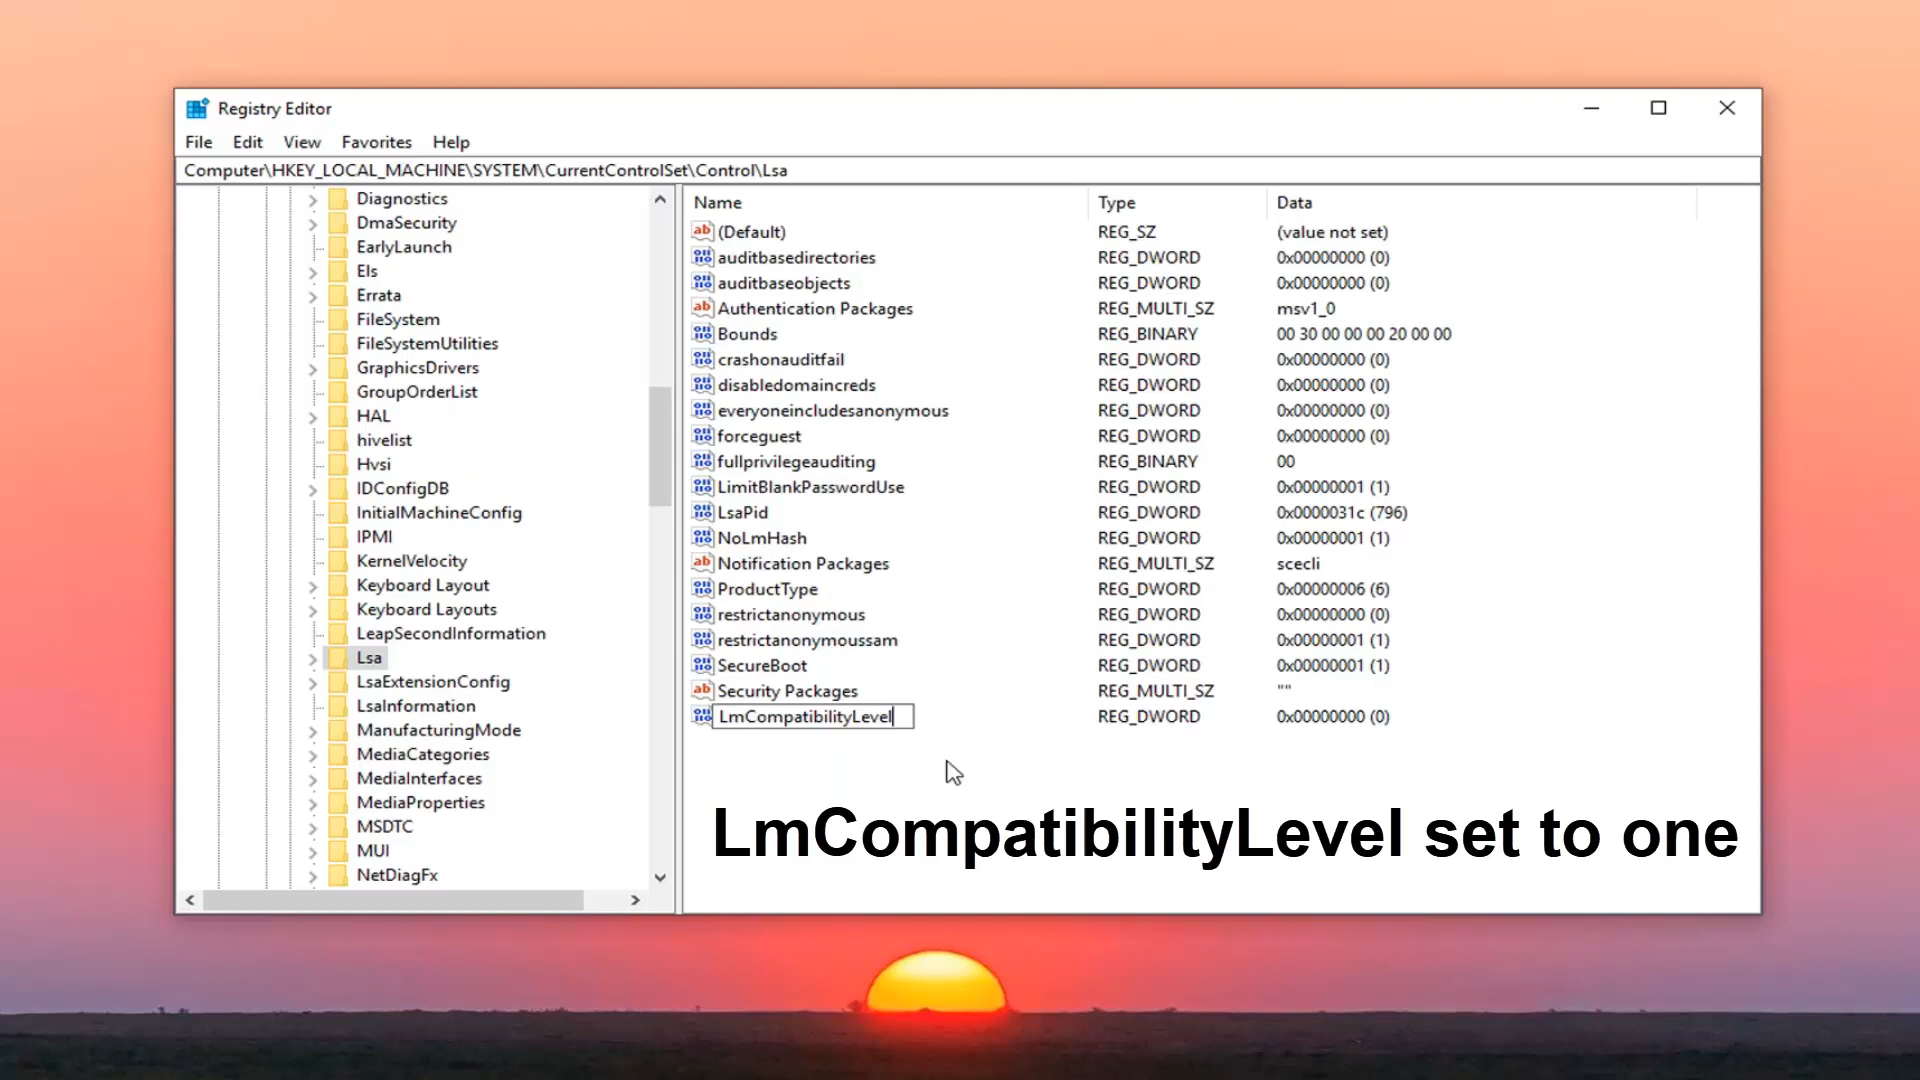 Registry Editor
File Edit View Favorites Help
Computer\HKEY_LOCAL_MACHINE\SYSTEM\CurrentControlSet\Control\Lsa
Diagnostics
DmaSecurity
EarlyLaunch
Els
Errata
FileSystem
FileSystemUtilities
GraphicsDrivers
GroupOrderList
HAL
hivelist
Hvsi
IDConfigDB
InitialMachineConfig
IPMI
KernelVelocity
Keyboard Layout
Keyboard Layouts
LeapSecondInformation
Lsa
LsaExtensionConfig
LsaInformation
ManufacturingMode
MediaCategories
MediaInterfaces
MediaProperties
MSDTC
MUI
NetDiagFx
Name Type Data
(Default) REG_SZ (value not set)
auditbasedirectories REG_DWORD 0x00000000 (0)
auditbaseobjects REG_DWORD 0x00000000 (0)
Authentication Packages REG_MULTI_SZ msv1_0
Bounds REG_BINARY 00 30 00 00 00 20 00 00
crashonauditfail REG_DWORD 0x00000000 (0)
disabledomaincreds REG_DWORD 0x00000000 (0)
everyoneincludesanonymous REG_DWORD 0x00000000 (0)
forceguest REG_DWORD 0x00000000 (0)
fullprivilegeauditing REG_BINARY 00
LimitBlankPasswordUse REG_DWORD 0x00000001 (1)
LsaPid REG_DWORD 0x0000031c (796)
NoLmHash REG_DWORD 0x00000001 (1)
Notification Packages REG_MULTI_SZ scecli
ProductType REG_DWORD 0x00000006 (6)
restrictanonymous REG_DWORD 0x00000000 (0)
restrictanonymoussam REG_DWORD 0x00000001 (1)
SecureBoot REG_DWORD 0x00000001 (1)
Security Packages REG_MULTI_SZ ""
LmCompatibilityLevel REG_DWORD 0x00000000 (0)
LmCompatibilityLevel set to one